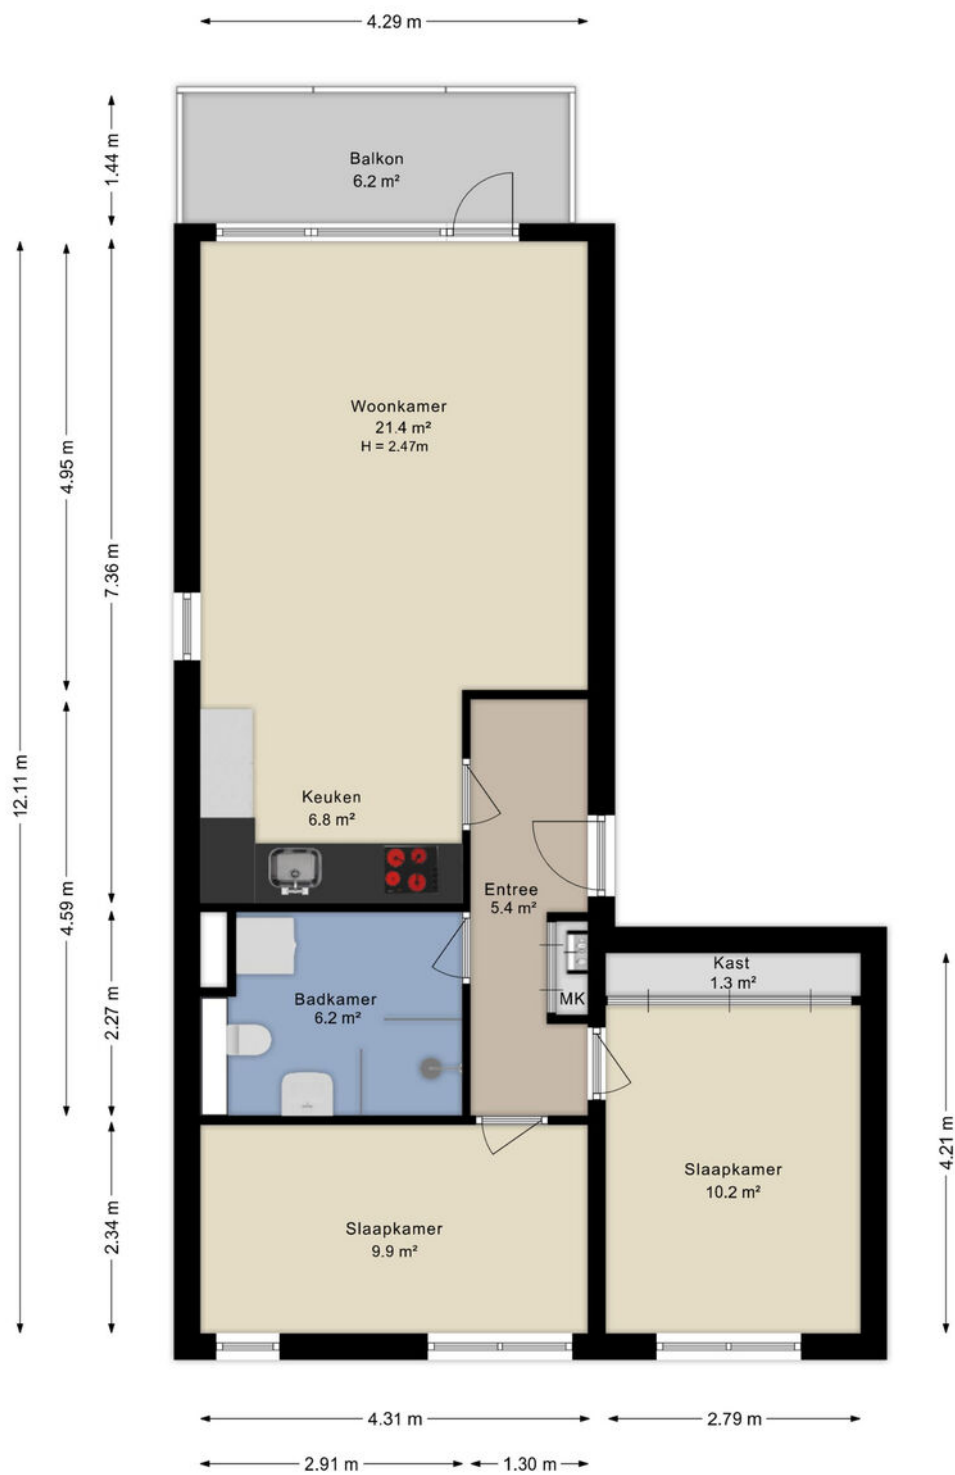 4.29 m
1.44 m
Balkon
6.2 m²
Woonkamer
21.4 m²
H = 2.47m
4.95 m
7.36 m
12.11 m
4.59 m
Keuken
6.8 m²
Entree
5.4 m²
MK
Kast
1.3 m²
Badkamer
6.2 m²
2.27 m
4.21 m
Slaapkamer
10.2 m²
Slaapkamer
9.9 m²
2.34 m
4.31 m
2.79 m
2.91 m
1.30 m